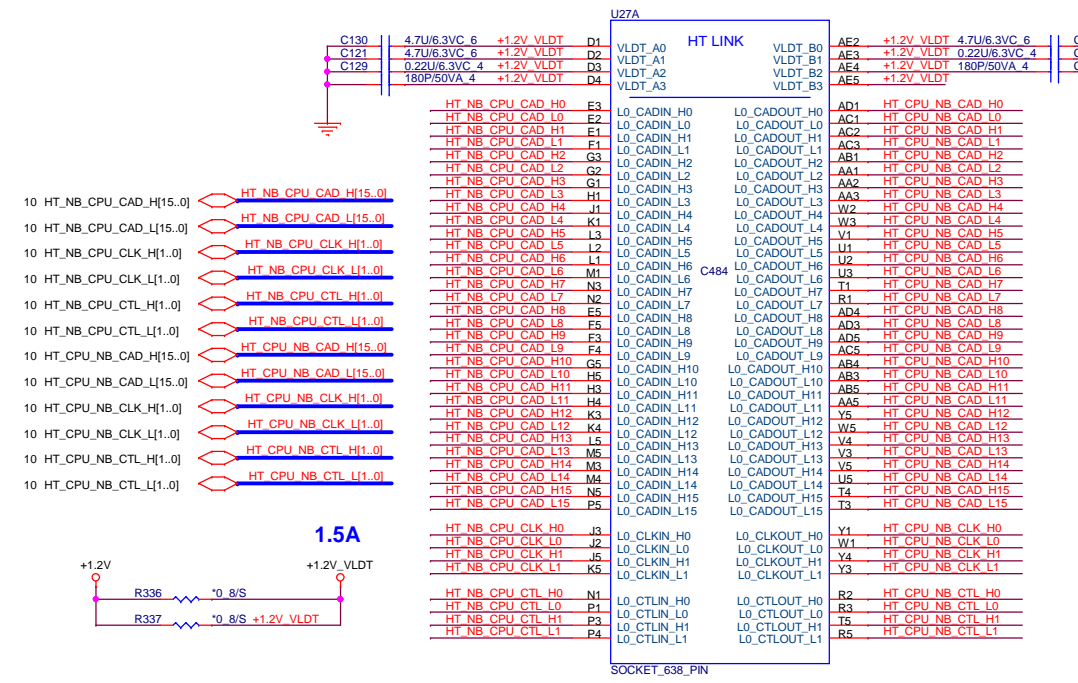 U27A
HT LINK
C130 4.7U/6.3VC_6 +1.2V_VLDT D1 VLDT_A0 VLDT_B0 AE2 +1.2V_VLDT 4.7U/6.3VC_6
C121 4.7U/6.3VC_6 +1.2V_VLDT D2 VLDT_A1 VLDT_B1 AE3 +1.2V_VLDT 0.22U/6.3VC_4
C129 0.22U/6.3VC_4 +1.2V_VLDT D3 VLDT_A2 VLDT_B2 AE4 +1.2V_VLDT 180P/50VA_4
180P/50VA_4 +1.2V_VLDT D4 VLDT_A3 VLDT_B3 AE5 +1.2V_VLDT
HT_NB_CPU_CAD_H0 E3 L0_CADIN_H0 L0_CADOUT_H0 AD1 HT_CPU_NB_CAD_H0
HT_NB_CPU_CAD_L0 E2 L0_CADIN_L0 L0_CADOUT_L0 AC1 HT_CPU_NB_CAD_L0
HT_NB_CPU_CAD_H1 E1 L0_CADIN_H1 L0_CADOUT_H1 AC2 HT_CPU_NB_CAD_H1
HT_NB_CPU_CAD_L1 F1 L0_CADIN_L1 L0_CADOUT_L1 AC3 HT_CPU_NB_CAD_L1
HT_NB_CPU_CAD_H2 G3 L0_CADIN_H2 L0_CADOUT_H2 AB1 HT_CPU_NB_CAD_H2
HT_NB_CPU_CAD_L2 G2 L0_CADIN_L2 L0_CADOUT_L2 AA1 HT_CPU_NB_CAD_L2
HT_NB_CPU_CAD_H3 G1 L0_CADIN_H3 L0_CADOUT_H3 AA2 HT_CPU_NB_CAD_H3
HT_NB_CPU_CAD_L3 H1 L0_CADIN_L3 L0_CADOUT_L3 AA3 HT_CPU_NB_CAD_L3
HT_NB_CPU_CAD_H4 J1 L0_CADIN_H4 L0_CADOUT_H4 W2 HT_CPU_NB_CAD_H4
HT_NB_CPU_CAD_L4 K1 L0_CADIN_L4 L0_CADOUT_L4 W3 HT_CPU_NB_CAD_L4
HT_NB_CPU_CAD_H5 L3 L0_CADIN_H5 L0_CADOUT_H5 V1 HT_CPU_NB_CAD_H5
HT_NB_CPU_CAD_L5 L2 L0_CADIN_L5 L0_CADOUT_L5 U1 HT_CPU_NB_CAD_L5
HT_NB_CPU_CAD_H6 L1 L0_CADIN_H6 C484 L0_CADOUT_H6 U2 HT_CPU_NB_CAD_H6
HT_NB_CPU_CAD_L6 M1 L0_CADIN_L6 L0_CADOUT_L6 U3 HT_CPU_NB_CAD_L6
HT_NB_CPU_CAD_H7 N3 L0_CADIN_H7 L0_CADOUT_H7 T1 HT_CPU_NB_CAD_H7
HT_NB_CPU_CAD_L7 N2 L0_CADIN_L7 L0_CADOUT_L7 R1 HT_CPU_NB_CAD_L7
HT_NB_CPU_CAD_H8 E5 L0_CADIN_H8 L0_CADOUT_H8 AD4 HT_CPU_NB_CAD_H8
HT_NB_CPU_CAD_L8 F5 L0_CADIN_L8 L0_CADOUT_L8 AD3 HT_CPU_NB_CAD_L8
HT_NB_CPU_CAD_H9 F3 L0_CADIN_H9 L0_CADOUT_H9 AD5 HT_CPU_NB_CAD_H9
HT_NB_CPU_CAD_L9 F4 L0_CADIN_L9 L0_CADOUT_L9 AC5 HT_CPU_NB_CAD_L9
HT_NB_CPU_CAD_H10 G5 L0_CADIN_H10 L0_CADOUT_H10 AB4 HT_CPU_NB_CAD_H10
HT_NB_CPU_CAD_L10 H5 L0_CADIN_L10 L0_CADOUT_L10 AB3 HT_CPU_NB_CAD_L10
HT_NB_CPU_CAD_H11 H3 L0_CADIN_H11 L0_CADOUT_H11 AB5 HT_CPU_NB_CAD_H11
HT_NB_CPU_CAD_L11 H4 L0_CADIN_L11 L0_CADOUT_L11 AA5 HT_CPU_NB_CAD_L11
HT_NB_CPU_CAD_H12 K3 L0_CADIN_H12 L0_CADOUT_H12 Y5 HT_CPU_NB_CAD_H12
HT_NB_CPU_CAD_L12 K4 L0_CADIN_L12 L0_CADOUT_L12 W5 HT_CPU_NB_CAD_L12
HT_NB_CPU_CAD_H13 L5 L0_CADIN_H13 L0_CADOUT_H13 V4 HT_CPU_NB_CAD_H13
HT_NB_CPU_CAD_L13 M5 L0_CADIN_L13 L0_CADOUT_L13 V3 HT_CPU_NB_CAD_L13
HT_NB_CPU_CAD_H14 M3 L0_CADIN_H14 L0_CADOUT_H14 V5 HT_CPU_NB_CAD_H14
HT_NB_CPU_CAD_L14 M4 L0_CADIN_L14 L0_CADOUT_L14 U5 HT_CPU_NB_CAD_L14
HT_NB_CPU_CAD_H15 N5 L0_CADIN_H15 L0_CADOUT_H15 T4 HT_CPU_NB_CAD_H15
HT_NB_CPU_CAD_L15 P5 L0_CADIN_L15 L0_CADOUT_L15 T3 HT_CPU_NB_CAD_L15
HT_NB_CPU_CLK_H0 J3 L0_CLKIN_H0 L0_CLKOUT_H0 Y1 HT_CPU_NB_CLK_H0
HT_NB_CPU_CLK_L0 J2 L0_CLKIN_L0 L0_CLKOUT_L0 W1 HT_CPU_NB_CLK_L0
HT_NB_CPU_CLK_H1 J5 L0_CLKIN_H1 L0_CLKOUT_H1 Y4 HT_CPU_NB_CLK_H1
HT_NB_CPU_CLK_L1 K5 L0_CLKIN_L1 L0_CLKOUT_L1 Y3 HT_CPU_NB_CLK_L1
HT_NB_CPU_CTL_H0 N1 L0_CTLIN_H0 L0_CTLOUT_H0 R2 HT_CPU_NB_CTL_H0
HT_NB_CPU_CTL_L0 P1 L0_CTLIN_L0 L0_CTLOUT_L0 R3 HT_CPU_NB_CTL_L0
HT_NB_CPU_CTL_H1 P3 L0_CTLIN_H1 L0_CTLOUT_H1 T5 HT_CPU_NB_CTL_H1
HT_NB_CPU_CTL_L1 P4 L0_CTLIN_L1 L0_CTLOUT_L1 R5 HT_CPU_NB_CTL_L1
SOCKET_638_PIN
10 HT_NB_CPU_CAD_H[15..0] HT_NB_CPU_CAD_H[15..0]
10 HT_NB_CPU_CAD_L[15..0] HT_NB_CPU_CAD_L[15..0]
10 HT_NB_CPU_CLK_H[1..0] HT_NB_CPU_CLK_H[1..0]
10 HT_NB_CPU_CLK_L[1..0] HT_NB_CPU_CLK_L[1..0]
10 HT_NB_CPU_CTL_H[1..0] HT_NB_CPU_CTL_H[1..0]
10 HT_NB_CPU_CTL_L[1..0] HT_NB_CPU_CTL_L[1..0]
10 HT_CPU_NB_CAD_H[15..0] HT_CPU_NB_CAD_H[15..0]
10 HT_CPU_NB_CAD_L[15..0] HT_CPU_NB_CAD_L[15..0]
10 HT_CPU_NB_CLK_H[1..0] HT_CPU_NB_CLK_H[1..0]
10 HT_CPU_NB_CLK_L[1..0] HT_CPU_NB_CLK_L[1..0]
10 HT_CPU_NB_CTL_H[1..0] HT_CPU_NB_CTL_H[1..0]
10 HT_CPU_NB_CTL_L[1..0] HT_CPU_NB_CTL_L[1..0]
1.5A
+1.2V +1.2V_VLDT
R336 *0_8/S
R337 *0_8/S +1.2V_VLDT